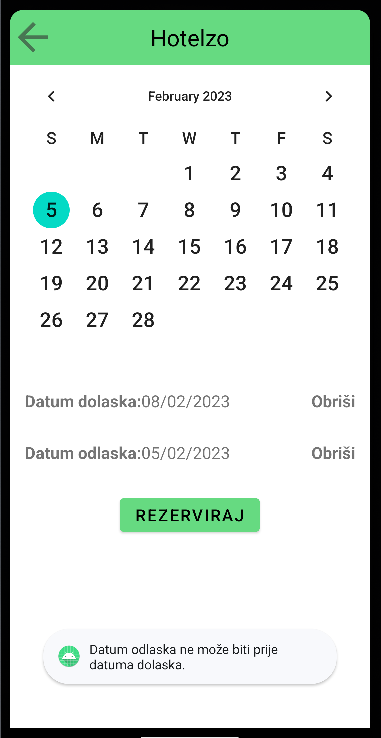 Hotelzo
February 2023
S M T W T F S
1 2 3 4
5 6 7 8 9 10 11
12 13 14 15 16 17 18
19 20 21 22 23 24 25
26 27 28
Datum dolaska:08/02/2023 Obriši
Datum odlaska:05/02/2023 Obriši
REZERVIRAJ
Datum odlaska ne može biti prije
datuma dolaska.